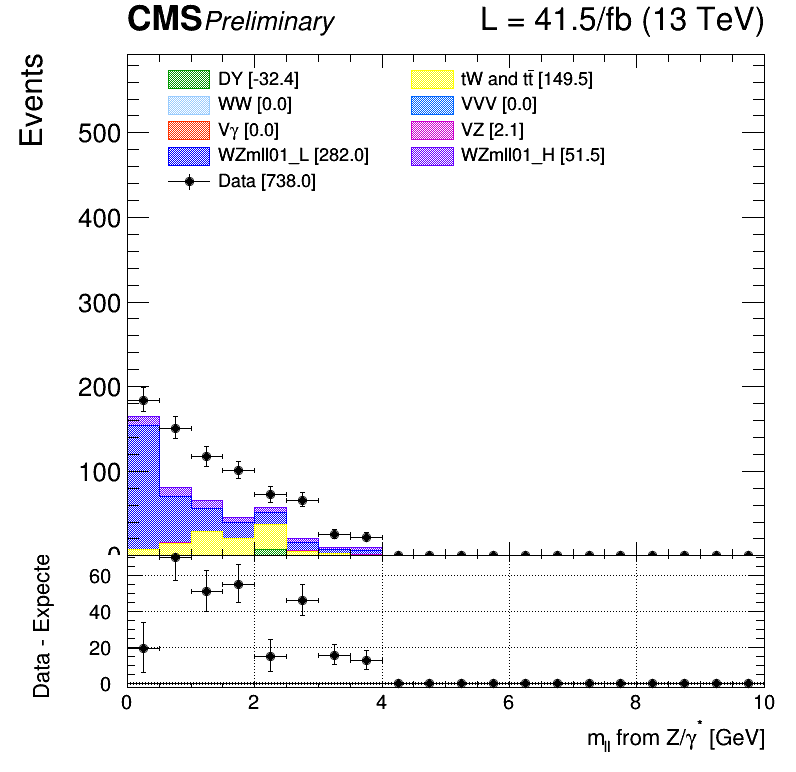 CMS Preliminary L = 41.5/fb (13 TeV)
Events
DY [-32.4] tW and tt̄ [149.5]
WW [0.0] VVV [0.0]
Vγ [0.0] VZ [2.1]
WZmll01_L [282.0] WZmll01_H [51.5]
Data [738.0]
500
400
300
200
100
0
Data - Expecte
60
40
20
0
0 2 4 6 8 10
m_ll from Z/γ* [GeV]